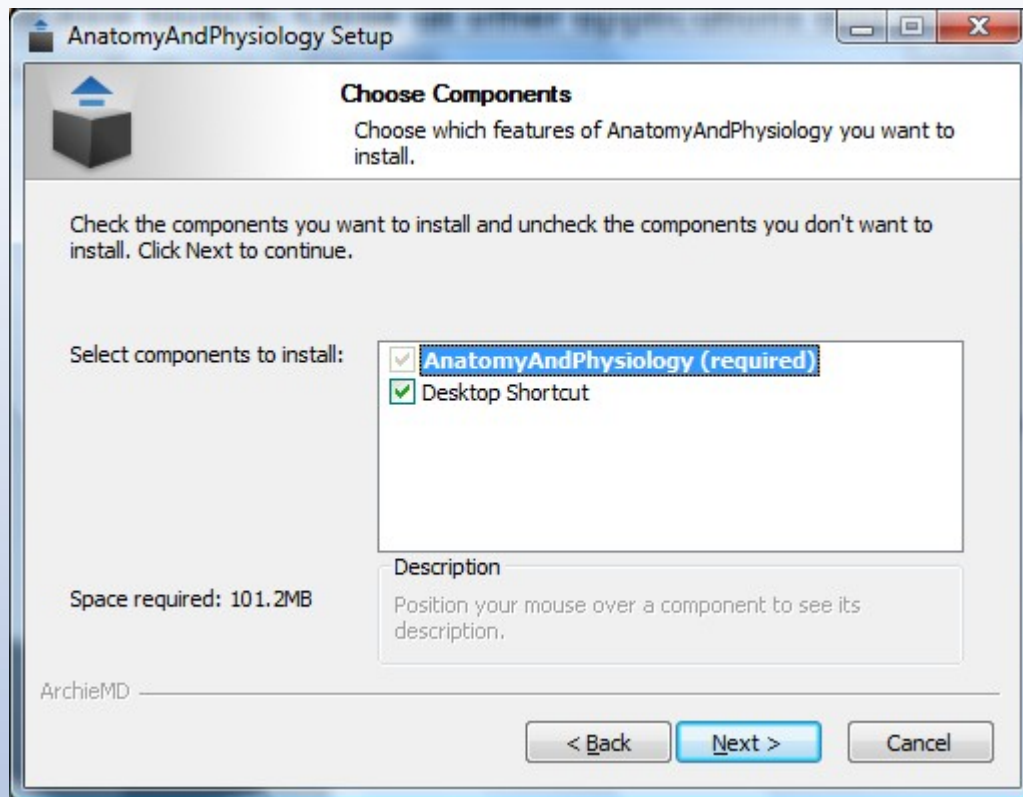 AnatomyAndPhysiology Setup
Choose Components
Choose which features of AnatomyAndPhysiology you want to
install.
Check the components you want to install and uncheck the components you don't want to
install. Click Next to continue.
Select components to install:
AnatomyAndPhysiology (required)
Desktop Shortcut
Space required: 101.2MB
Description
Position your mouse over a component to see its
description.
ArchieMD
< Back
Next >
Cancel